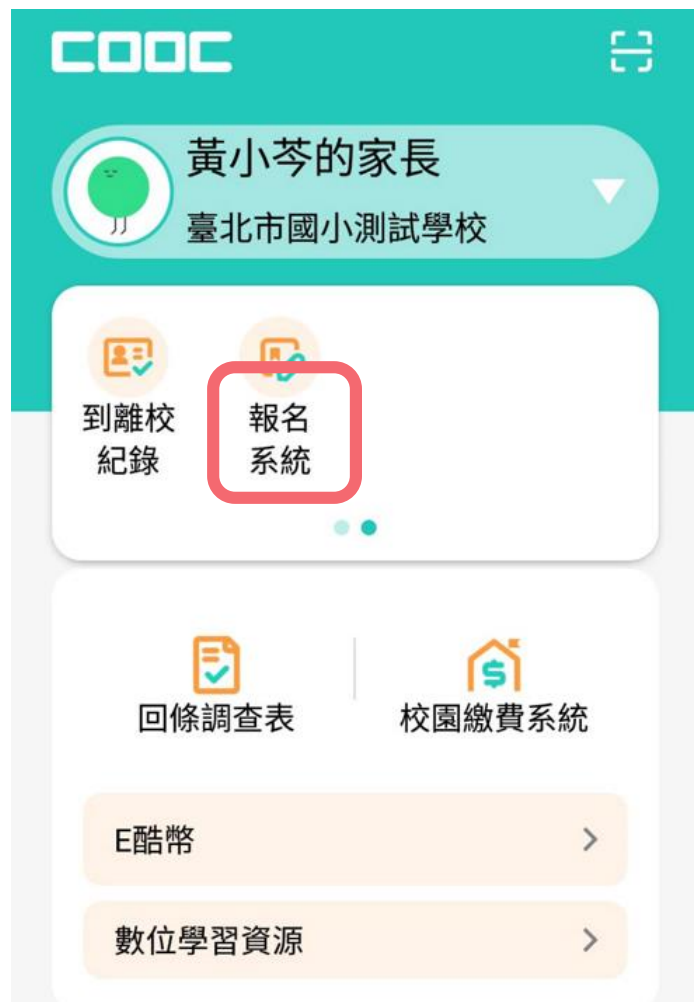 COOC
黃小芩的家長
臺北市國小測試學校
到離校
紀錄
報名
系統
回條調查表
校園繳費系統
E酷幣
數位學習資源